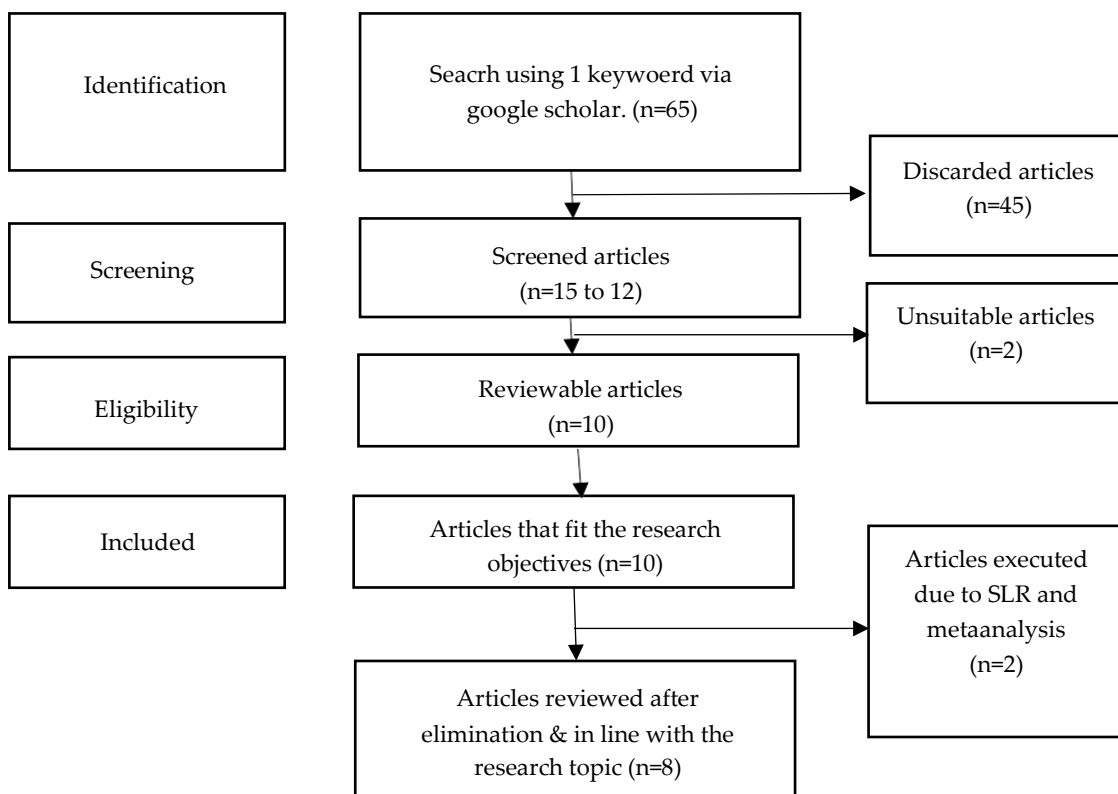 Identification
Seacrh using 1 keywoerd via
google scholar. (n=65)
Discarded articles
(n=45)
Screening
Screened articles
(n=15 to 12)
Unsuitable articles
(n=2)
Eligibility
Reviewable articles
(n=10)
Included
Articles that fit the research
objectives (n=10)
Articles executed
due to SLR and
metaanalysis
(n=2)
Articles reviewed after
elimination & in line with the
research topic (n=8)